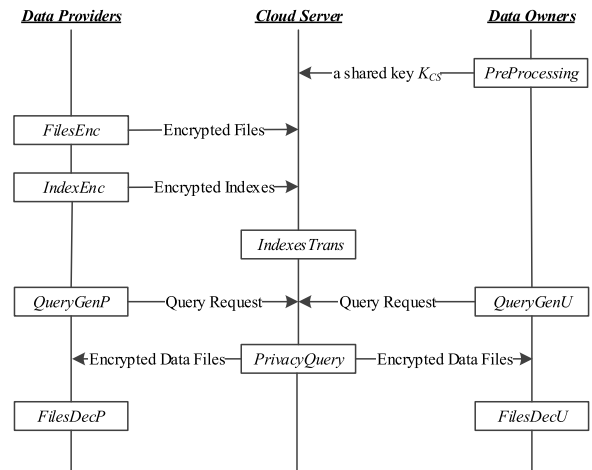 Data Providers Cloud Server Data Owners
a shared key K_CS PreProcessing
FilesEnc Encrypted Files
IndexEnc Encrypted Indexes
IndexesTrans
QueryGenP Query Request Query Request QueryGenU
Encrypted Data Files PrivacyQuery Encrypted Data Files
FilesDecP FilesDecU